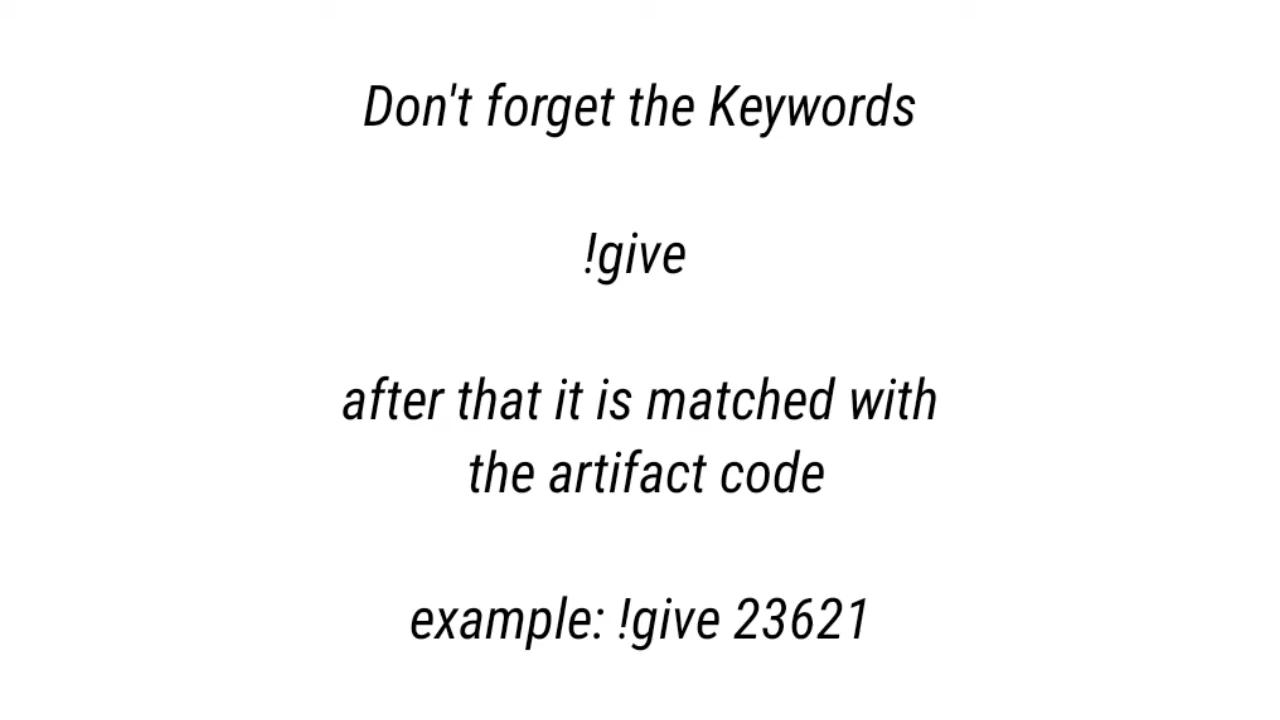 Don't forget the Keywords
!give
after that it is matched with
the artifact code
example: !give 23621